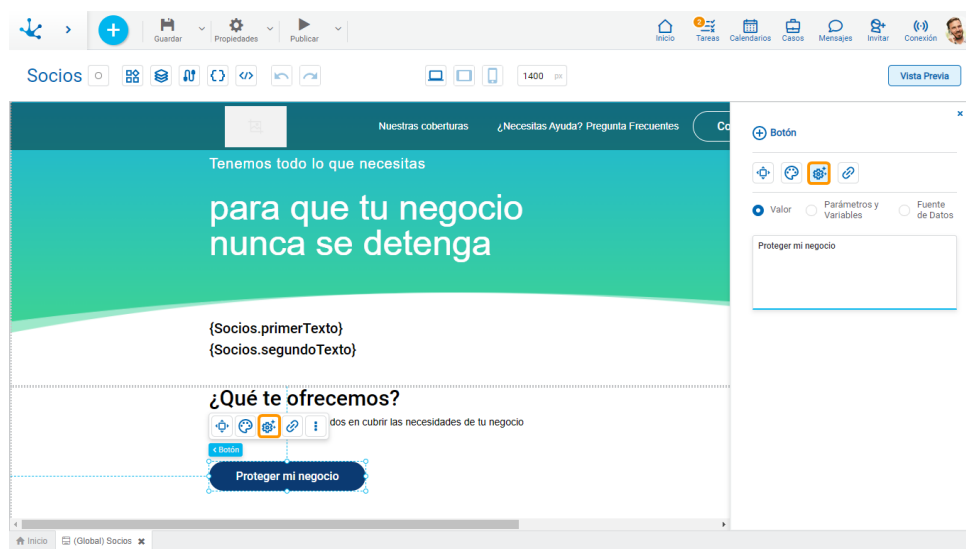 Guardar
Propiedades
Publicar
Inicio
2
Tareas
Calendarios
Casos
Mensajes
Invitar
Conexión
Socios
1400 px
Vista Previa
Nuestras coberturas
¿Necesitas Ayuda? Pregunta Frecuentes
Co
Tenemos todo lo que necesitas
para que tu negocio
nunca se detenga
{Socios.primerTexto}
{Socios.segundoTexto}
¿Qué te ofrecemos?
dos en cubrir las necesidades de tu negocio
Botón
Proteger mi negocio
Botón
Valor
Parámetros y
Variables
Fuente
de Datos
Proteger mi negocio
Inicio
(Global) Socios